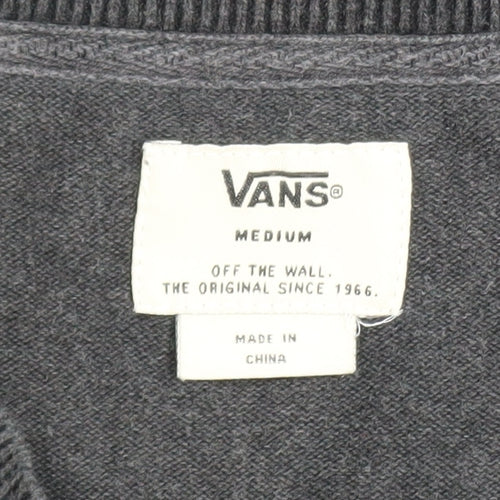 VANS®
MEDIUM
OFF THE WALL.
THE ORIGINAL SINCE 1966.
MADE IN
CHINA